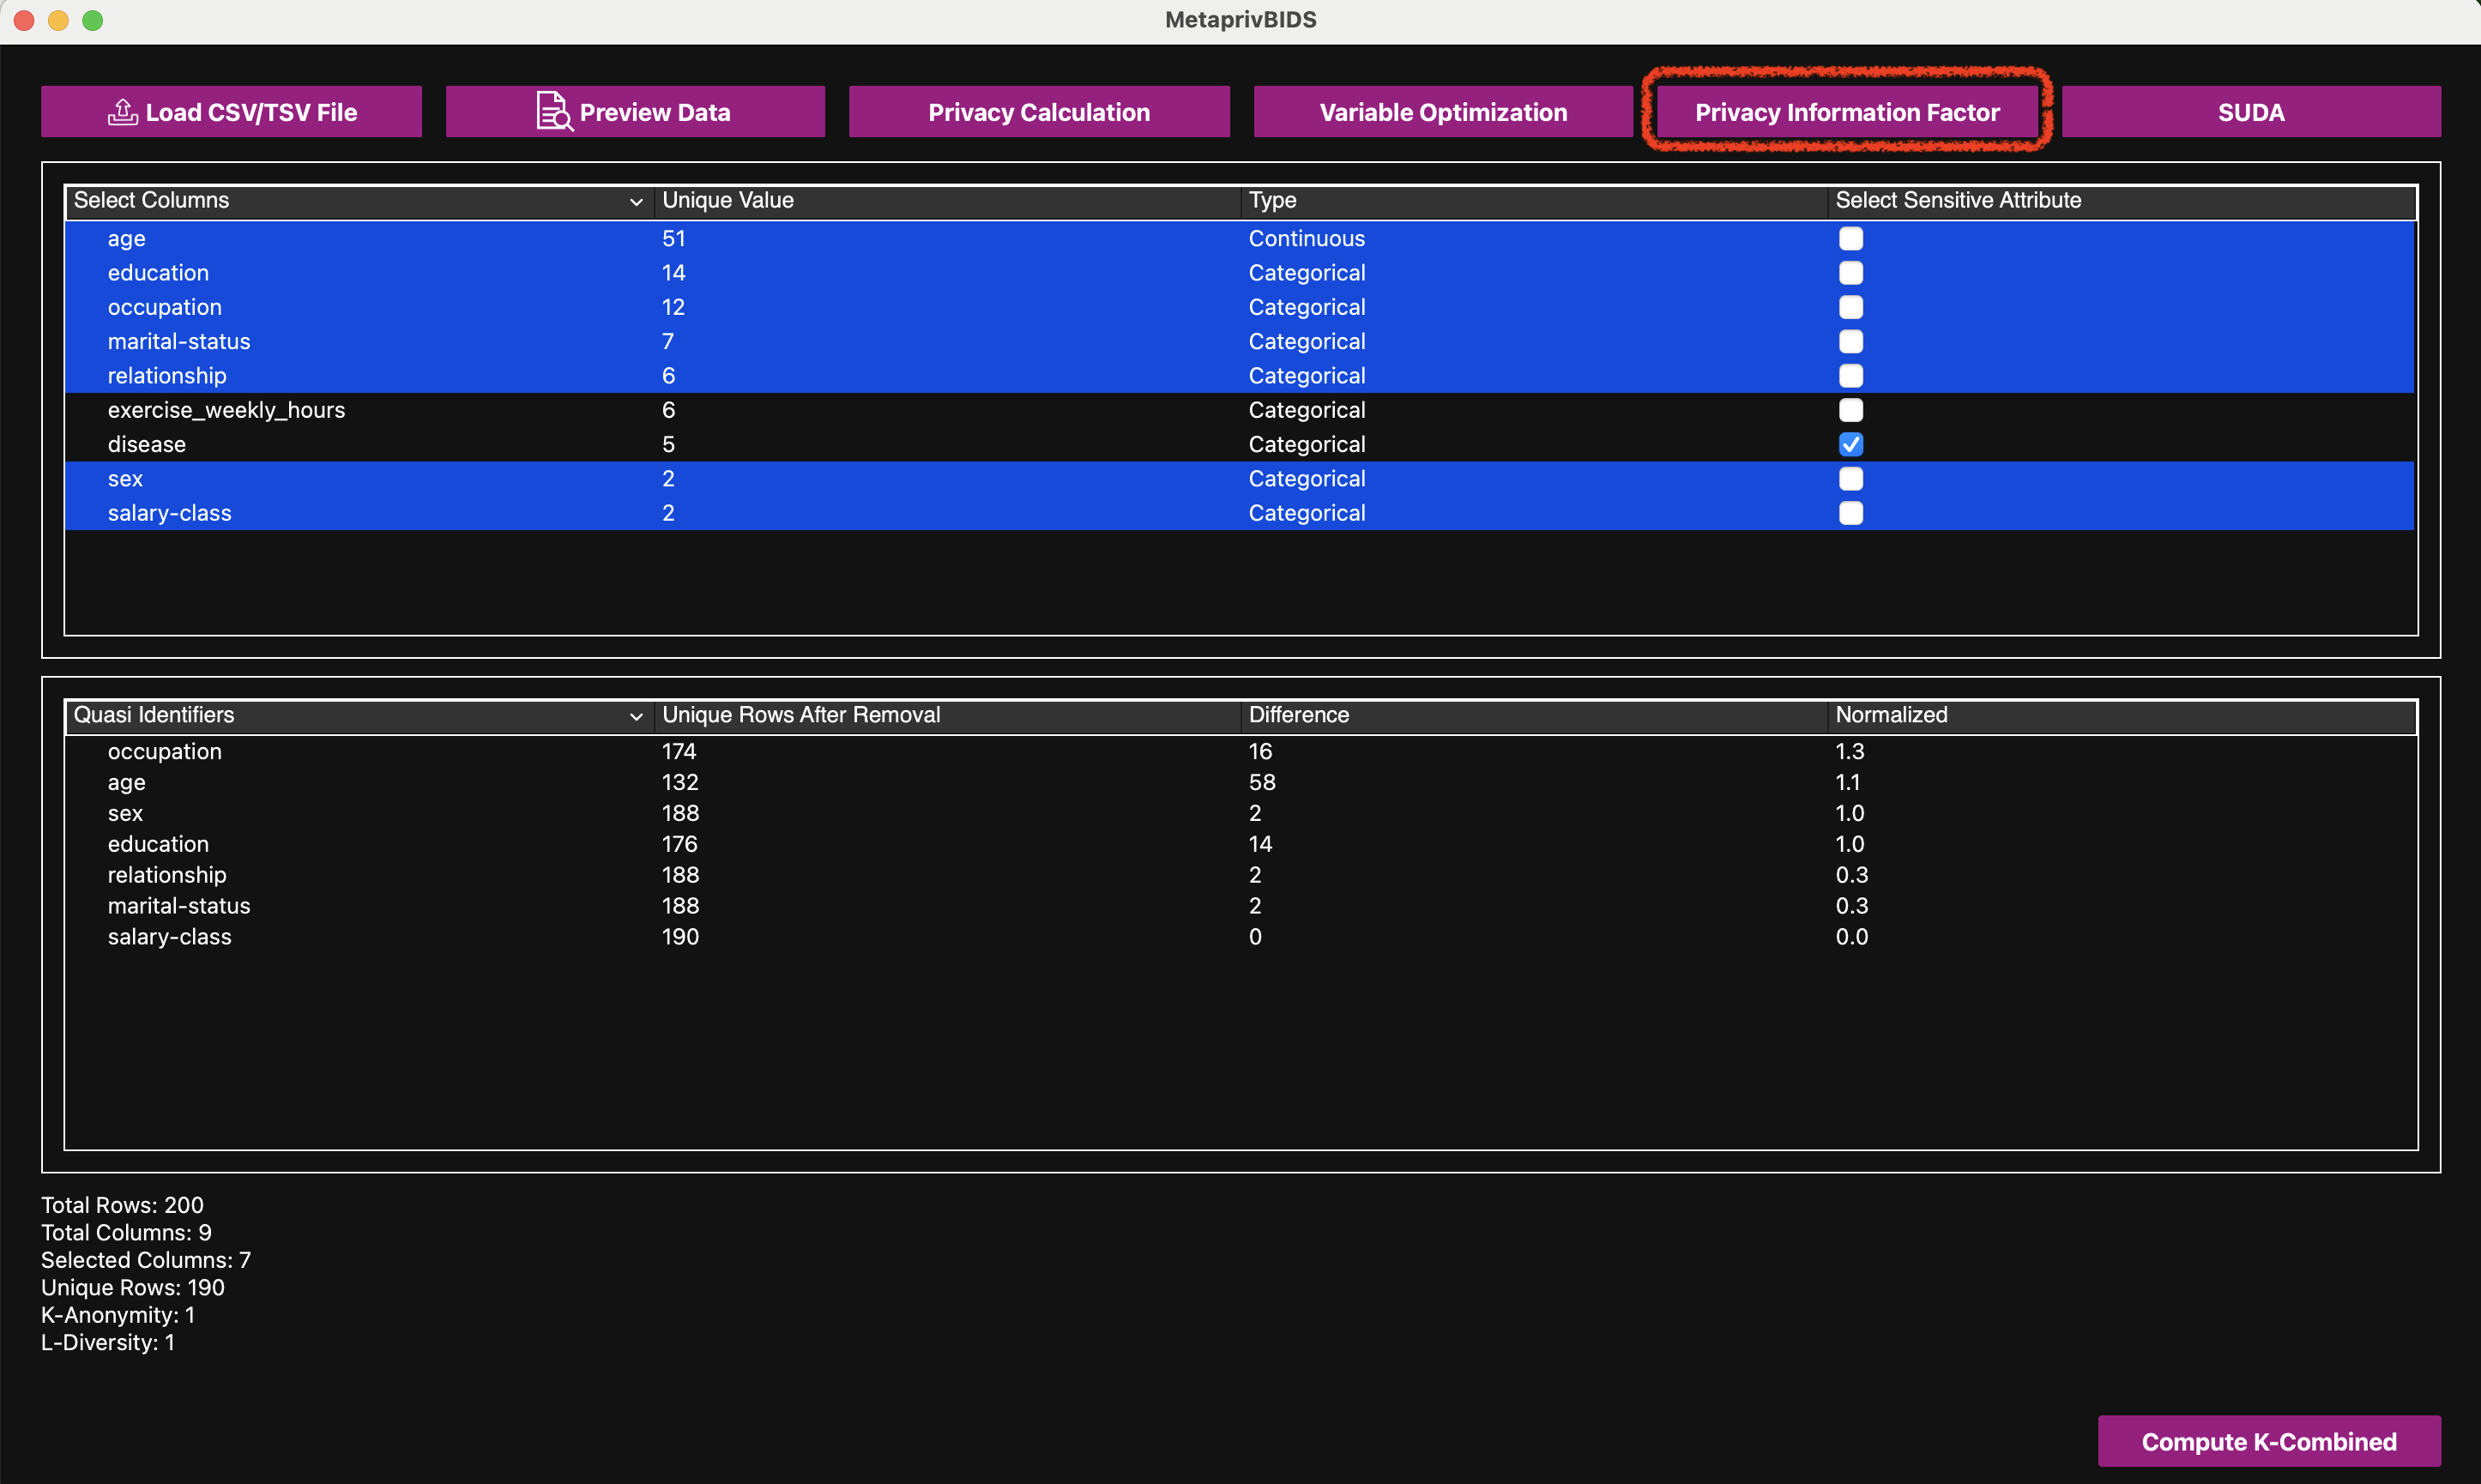 MetaprivBIDS
Load CSV/TSV File Preview Data Privacy Calculation Variable Optimization Privacy Information Factor SUDA
Select Columns Unique Value Type Select Sensitive Attribute
age 51 Continuous
education 14 Categorical
occupation 12 Categorical
marital-status 7 Categorical
relationship 6 Categorical
exercise_weekly_hours 6 Categorical
disease 5 Categorical
sex 2 Categorical
salary-class 2 Categorical
Quasi Identifiers Unique Rows After Removal Difference Normalized
occupation 174 16 1.3
age 132 58 1.1
sex 188 2 1.0
education 176 14 1.0
relationship 188 2 0.3
marital-status 188 2 0.3
salary-class 190 0 0.0
Total Rows: 200
Total Columns: 9
Selected Columns: 7
Unique Rows: 190
K-Anonymity: 1
L-Diversity: 1
Compute K-Combined